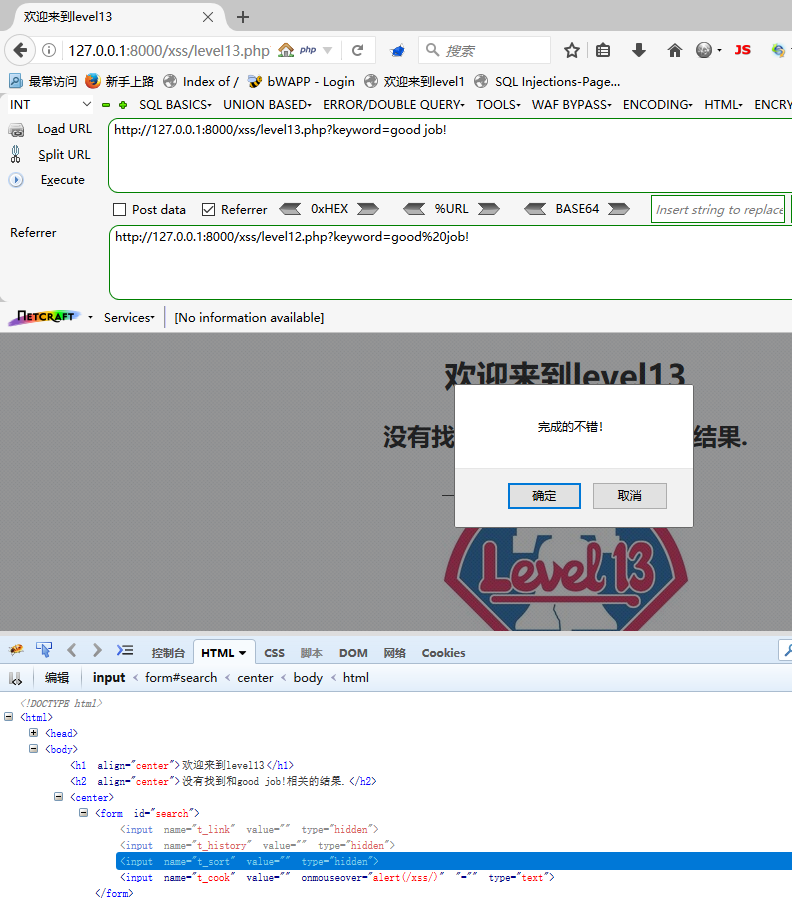 欢迎来到level13
127.0.0.1:8000/xss/level13.php php 搜索 JS
最常访问 新手上路 Index of / bWAPP - Login 欢迎来到level1 SQL Injections-Page...
INT SQL BASICS UNION BASED ERROR/DOUBLE QUERY TOOLS WAF BYPASS ENCODING HTML ENCRY
Load URL http://127.0.0.1:8000/xss/level13.php?keyword=good job!
Split URL
Execute
Post data Referrer 0xHEX %URL BASE64 Insert string to replace
Referrer http://127.0.0.1:8000/xss/level12.php?keyword=good%20job!
NETCRAFT Services [No information available]
欢迎来到level13
没有找 结果.
完成的不错!
确定 取消
Level 13
控制台 HTML CSS 脚本 DOM 网络 Cookies
编辑 input < form#search < center < body < html
<!DOCTYPE html>
<html>
<head>
<body>
<h1 align="center">欢迎来到level13</h1>
<h2 align="center">没有找到和good job!相关的结果.</h2>
<center>
<form id="search">
<input name="t_link" value="" type="hidden">
<input name="t_history" value="" type="hidden">
<input name="t_sort" value="" type="hidden">
<input name="t_cook" value="" onmouseover="alert(/xss/)" "="" type="text">
</form>